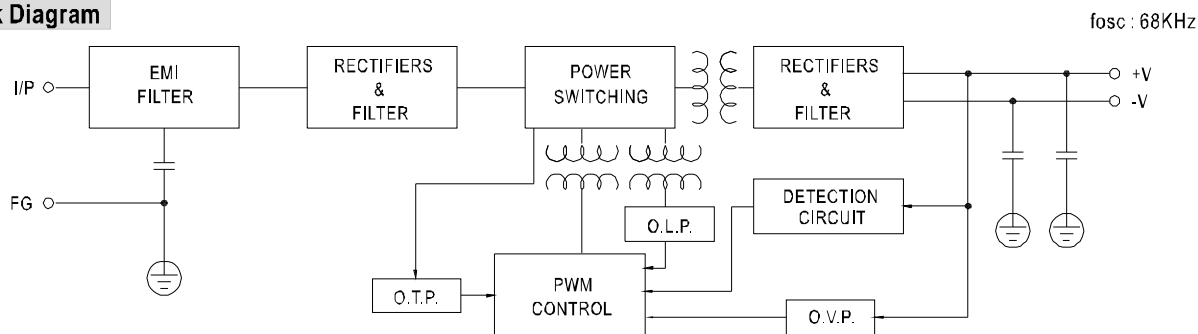 Diagram
fosc : 68KHz
I/P
EMI
FILTER
RECTIFIERS
&
FILTER
POWER
SWITCHING
RECTIFIERS
&
FILTER
+V
-V
FG
DETECTION
CIRCUIT
O.L.P.
O.T.P.
PWM
CONTROL
O.V.P.